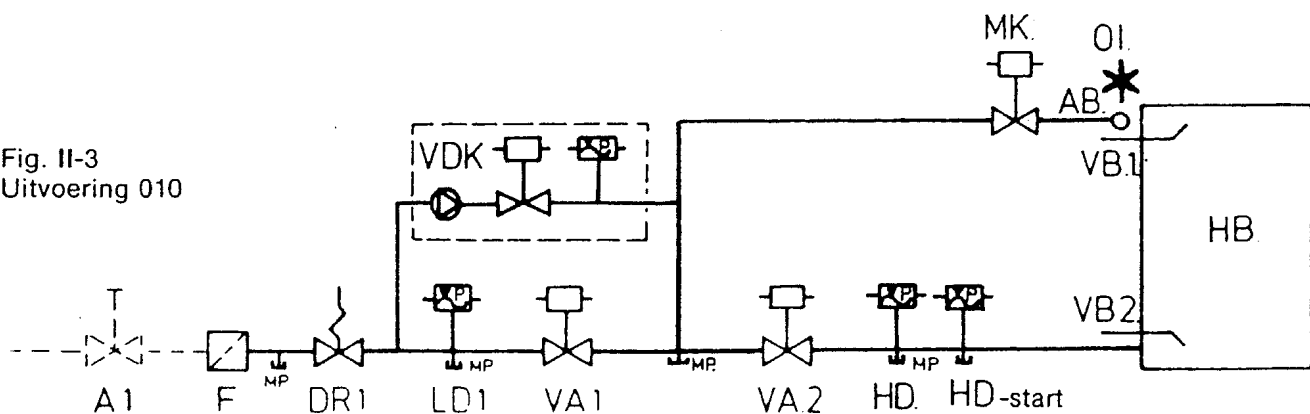 Fig. II-3
Uitvoering 010
MK.
OI.
AB.
VB.1
HB.
VB2.
VDK
P.
P.
P.
P.
MP
MP
MP.
MP
A1
F
DR1
LD1
VA1
VA.2
HD.
HD-start